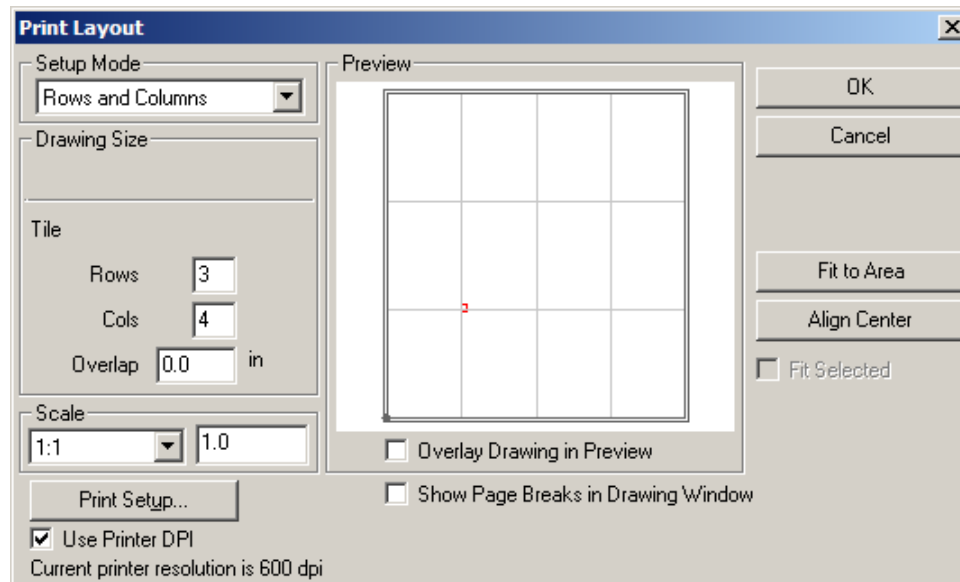 Print Layout
Setup Mode
Rows and Columns
Drawing Size
Tile
Rows 3
Cols 4
Overlap 0.0 in
Scale
1:1 1.0
Print Setup...
Use Printer DPI
Current printer resolution is 600 dpi
Preview
Overlay Drawing in Preview
Show Page Breaks in Drawing Window
OK
Cancel
Fit to Area
Align Center
Fit Selected